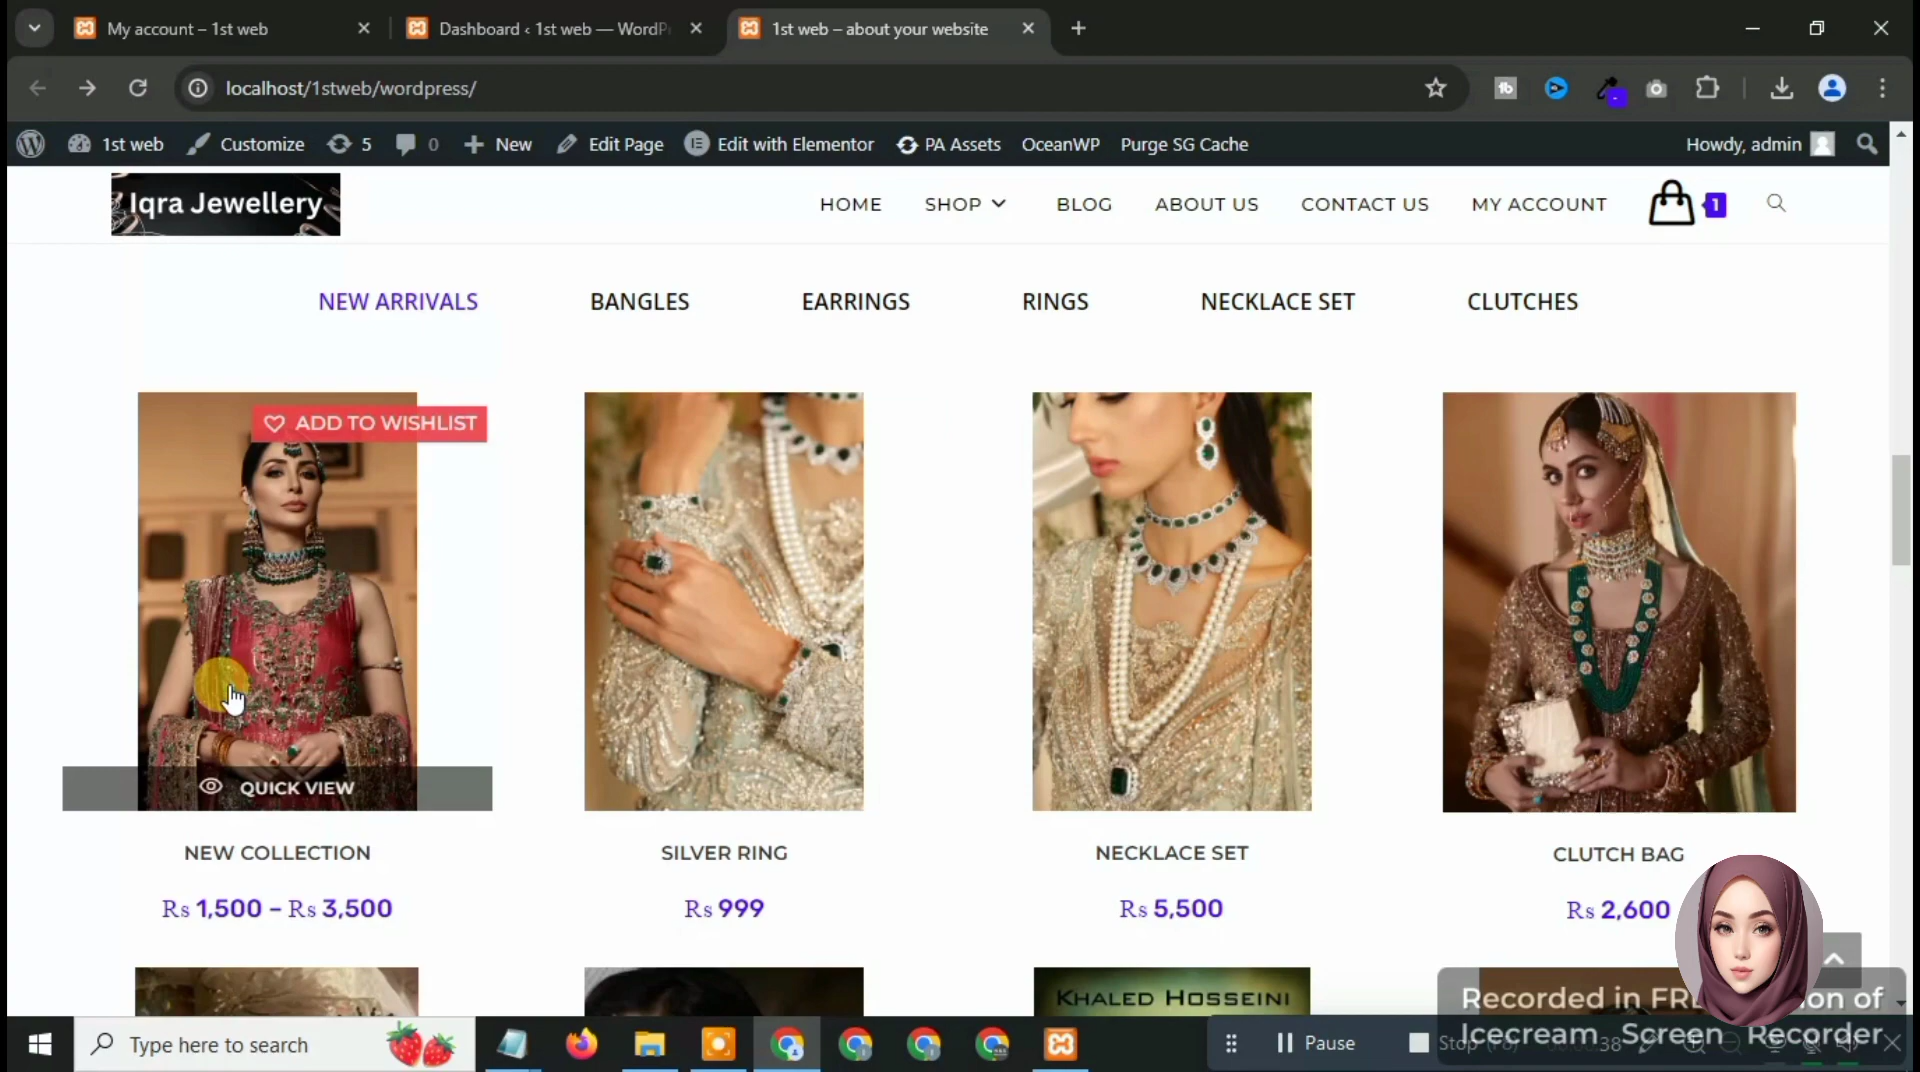 My account – 1st web
Dashboard ‹ 1st web — WordP
1st web – about your website
localhost/1stweb/wordpress/
1st web
Customize
5
0
New
Edit Page
Edit with Elementor
PA Assets
OceanWP
Purge SG Cache
Howdy, admin
Iqra Jewellery
HOME
SHOP
BLOG
ABOUT US
CONTACT US
MY ACCOUNT
1
NEW ARRIVALS
BANGLES
EARRINGS
RINGS
NECKLACE SET
CLUTCHES
ADD TO WISHLIST
QUICK VIEW
NEW COLLECTION
SILVER RING
NECKLACE SET
CLUTCH BAG
Rs 1,500 – Rs 3,500
Rs 999
Rs 5,500
Rs 2,600
KHALED HOSSEINI
Recorded in on of
Icecream Screen Recorder
Type here to search
Pause
Stop
38